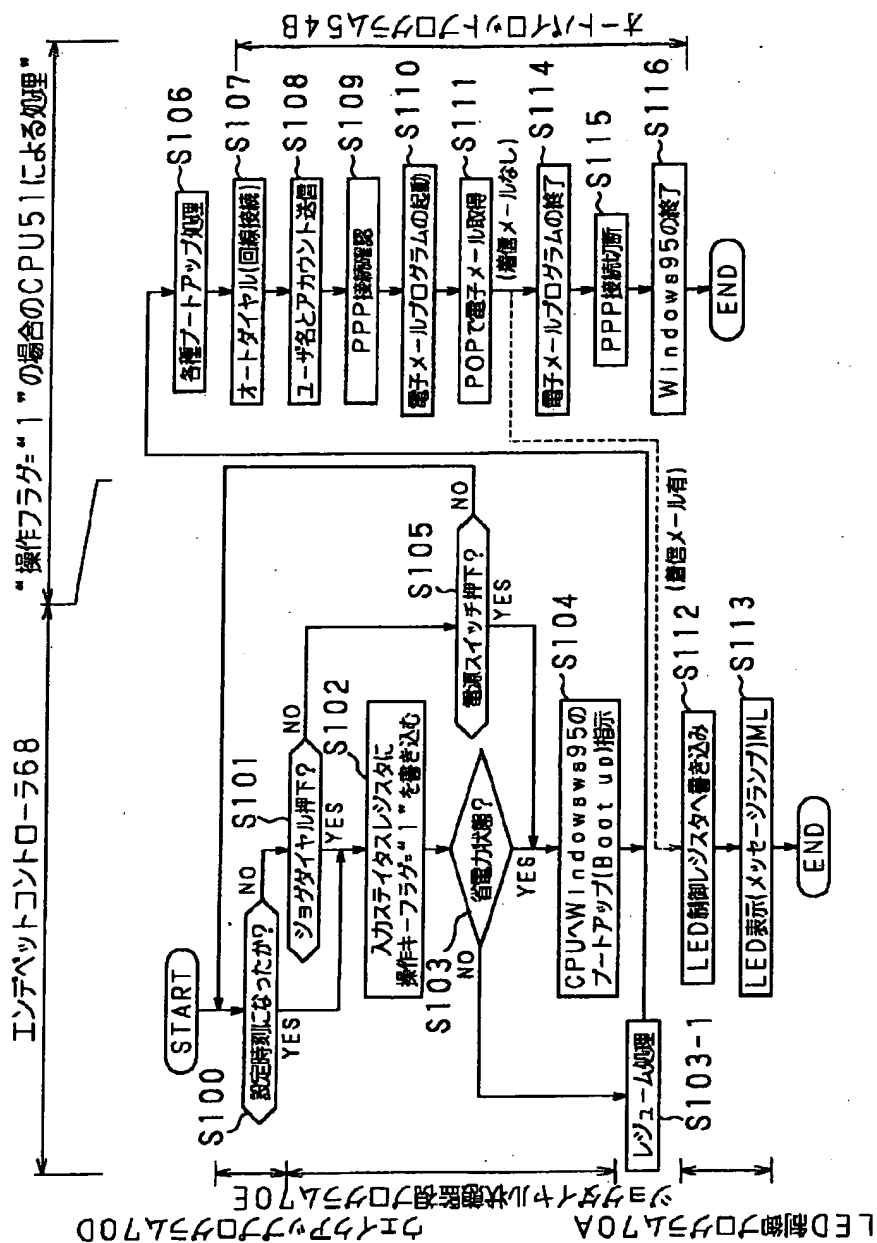 エンデベットコントローラ68
“操作フラグ=“1”の場合のCPU51による処理”
START
S100
設定時刻になったか?
NO
YES
S101
ジョグダイヤル押下?
NO
YES
S102
入力ステイタスレジスタに
操作キーフラグ=“1”を書き込む
S103
省電力状態?
NO
YES
S105
電源スイッチ押下?
NO
YES
S104
CPUへWindowsws95の
ブートアップ(Boot up)指示
レジューム処理
S103-1
(着信メール有)
S112
LED制御レジスタへ書き込み
S113
LED表示(メッセージランプ)ML
END
S106
各種ブートアップ処理
S107
オートダイヤル(回線接続)
S108
ユーザ名とアカウント送信
S109
PPP接続確認
S110
電子メールプログラムの起動
S111
POPで電子メール取得
(着信メールなし)
S114
電子メールプログラムの終了
S115
PPP接続切断
S116
Windows95の終了
END
オートパイロットプログラム54B
ウエイクアッププログラム70D
ジョグダイヤル状態監視プログラム70E
LED制御プログラム70A